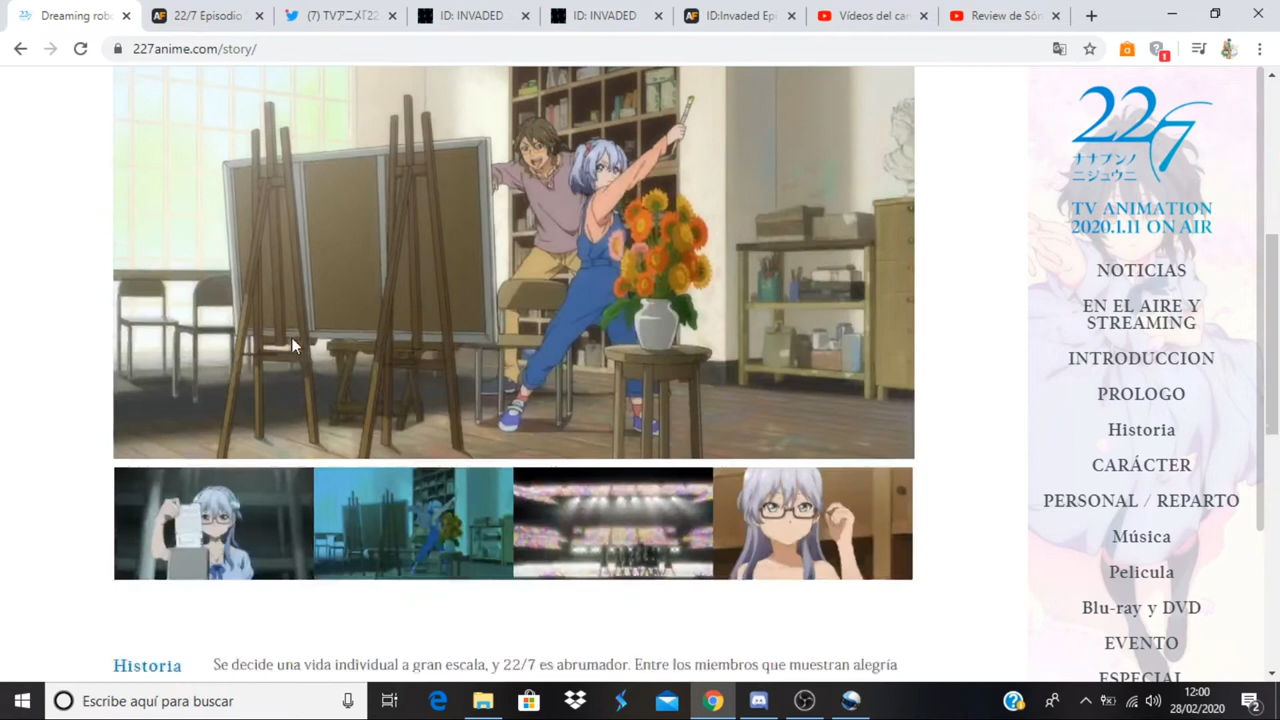 Dreaming rob
22/7 Episodio
(7) TVアニメ「22
ID: INVADED
ID: INVADED
ID:Invaded Epi
Vídeos del can
Review de Són
227anime.com/story/
1
22/7
ナナブンノ
ニジュウニ
TV ANIMATION
2020.1.11 ON AIR
NOTICIAS
EN EL AIRE Y
STREAMING
INTRODUCCION
PROLOGO
Historia
CARÁCTER
PERSONAL / REPARTO
Música
Pelicula
Blu-ray y DVD
EVENTO
ESPECIAL
Historia
Se decide una vida individual a gran escala, y 22/7 es abrumador. Entre los miembros que muestran alegría
Escribe aquí para buscar
12:00
28/02/2020
2